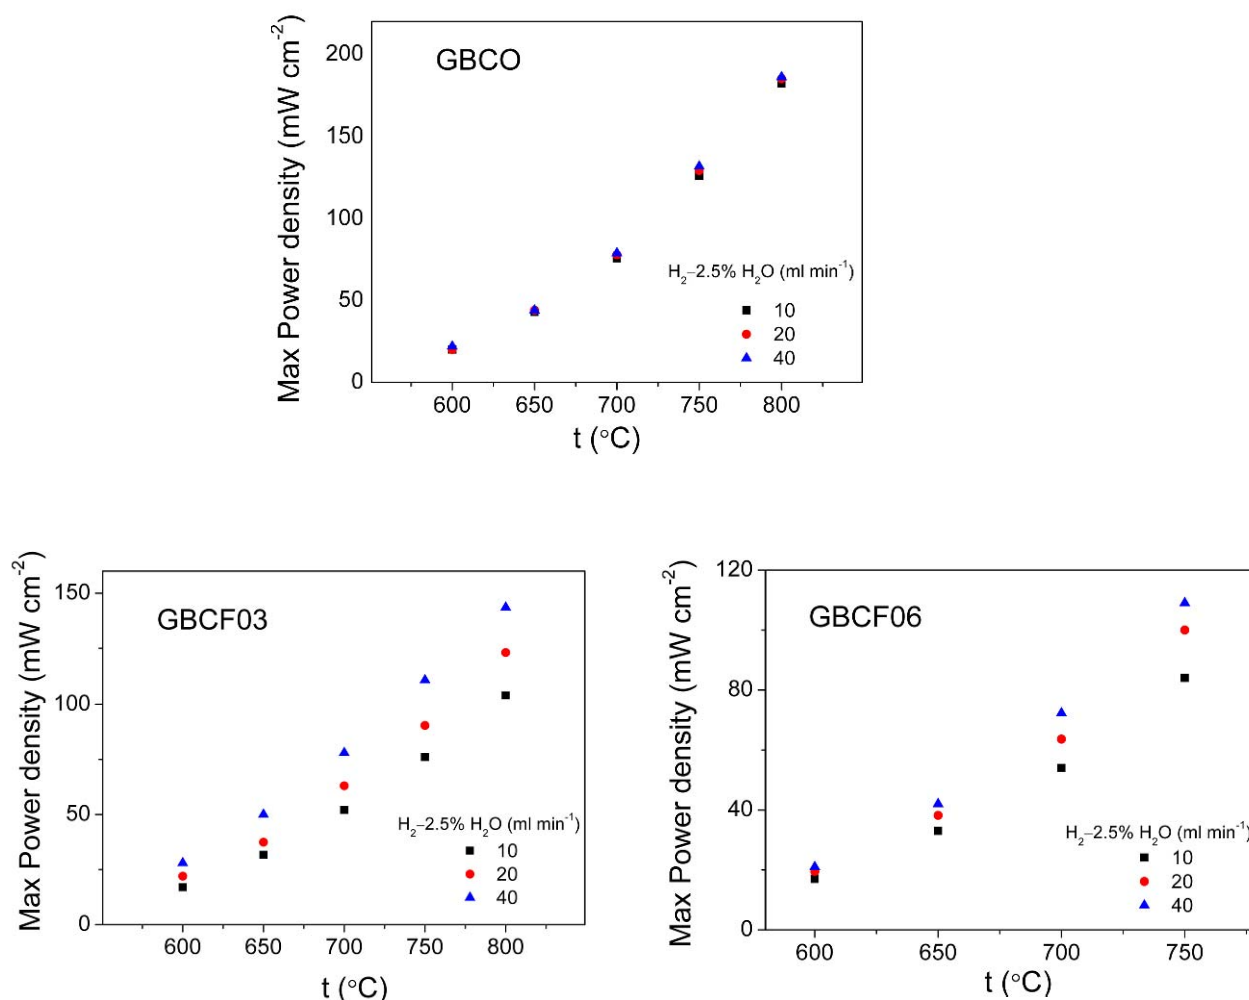 GBCO
Max Power density (mW cm⁻²)
200
150
100
50
0
H₂–2.5% H₂O (ml min⁻¹)
10
20
40
600 650 700 750 800
t (°C)
GBCF03
Max Power density (mW cm⁻²)
150
100
50
0
H₂–2.5% H₂O (ml min⁻¹)
10
20
40
600 650 700 750 800
t (°C)
GBCF06
Max Power density (mW cm⁻²)
120
80
40
0
H₂–2.5% H₂O (ml min⁻¹)
10
20
40
600 650 700 750
t (°C)